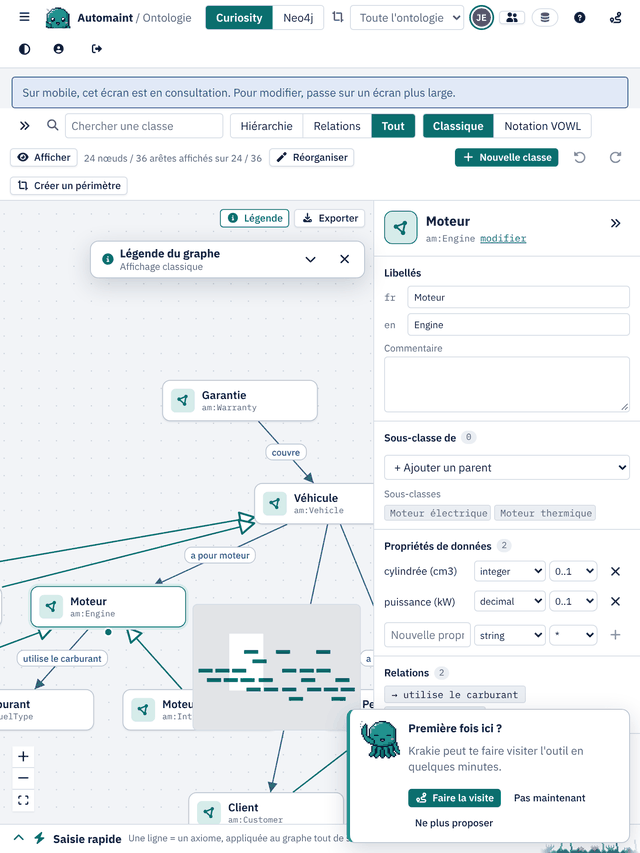 Automaint / Ontologie Curiosity Neo4j Toute l'ontologie JE
Sur mobile, cet écran est en consultation. Pour modifier, passe sur un écran plus large.
Chercher une classe Hiérarchie Relations Tout Classique Notation VOWL
Afficher 24 nœuds / 36 arêtes affichés sur 24 / 36 Réorganiser + Nouvelle classe
Créer un périmètre
Légende Exporter
Légende du graphe
Affichage classique
Garantie
am:Warranty
couvre
Véhicule
am:Vehicle
a pour moteur
Moteur
am:Engine
utilise le carburant
a
burant
uelType
Moteu
am:Int
Pe
Client
am:Customer
Moteur
am:Engine modifier
Libellés
fr Moteur
en Engine
Commentaire
Sous-classe de 0
+ Ajouter un parent
Sous-classes
Moteur électrique Moteur thermique
Propriétés de données 2
cylindrée (cm3) integer 0..1
puissance (kW) decimal 0..1
Nouvelle propi string *
Relations 2
→ utilise le carburant
Première fois ici ?
Krakie peut te faire visiter l'outil en
quelques minutes.
Faire la visite Pas maintenant
Ne plus proposer
Saisie rapide Une ligne = un axiome, appliquée au graphe tout de s